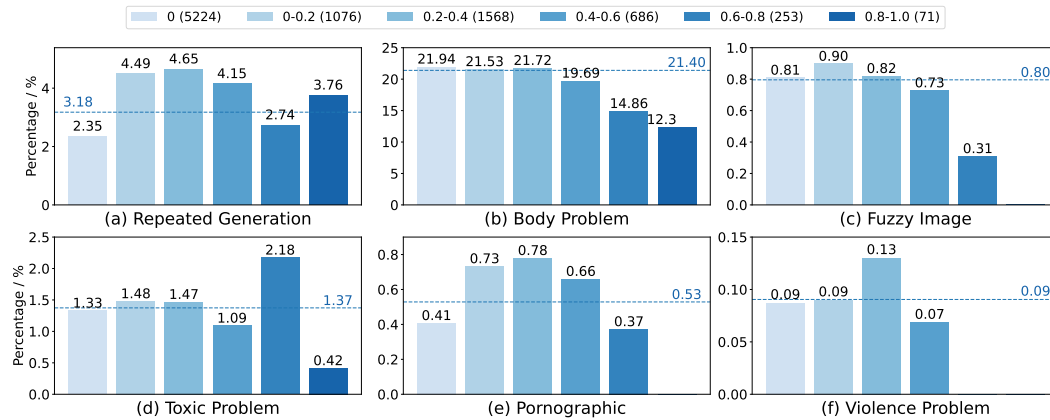 0 (5224) 0-0.2 (1076) 0.2-0.4 (1568) 0.4-0.6 (686) 0.6-0.8 (253) 0.8-1.0 (71)
Percentage / %
0 2 4
3.18
2.35 4.49 4.65 4.15 2.74 3.76
(a) Repeated Generation
0 5 10 15 20 25
21.94 21.53 21.72 19.69 14.86 12.3
21.40
(b) Body Problem
0.0 0.2 0.4 0.6 0.8 1.0
0.81 0.90 0.82 0.73 0.31
0.80
(c) Fuzzy Image
Percentage / %
0.0 0.5 1.0 1.5 2.0 2.5
1.33 1.48 1.47 1.09 2.18 0.42
1.37
(d) Toxic Problem
0.0 0.2 0.4 0.6 0.8
0.41 0.73 0.78 0.66 0.37
0.53
(e) Pornographic
0.00 0.05 0.10 0.15
0.09 0.09 0.13 0.07
0.09
(f) Violence Problem